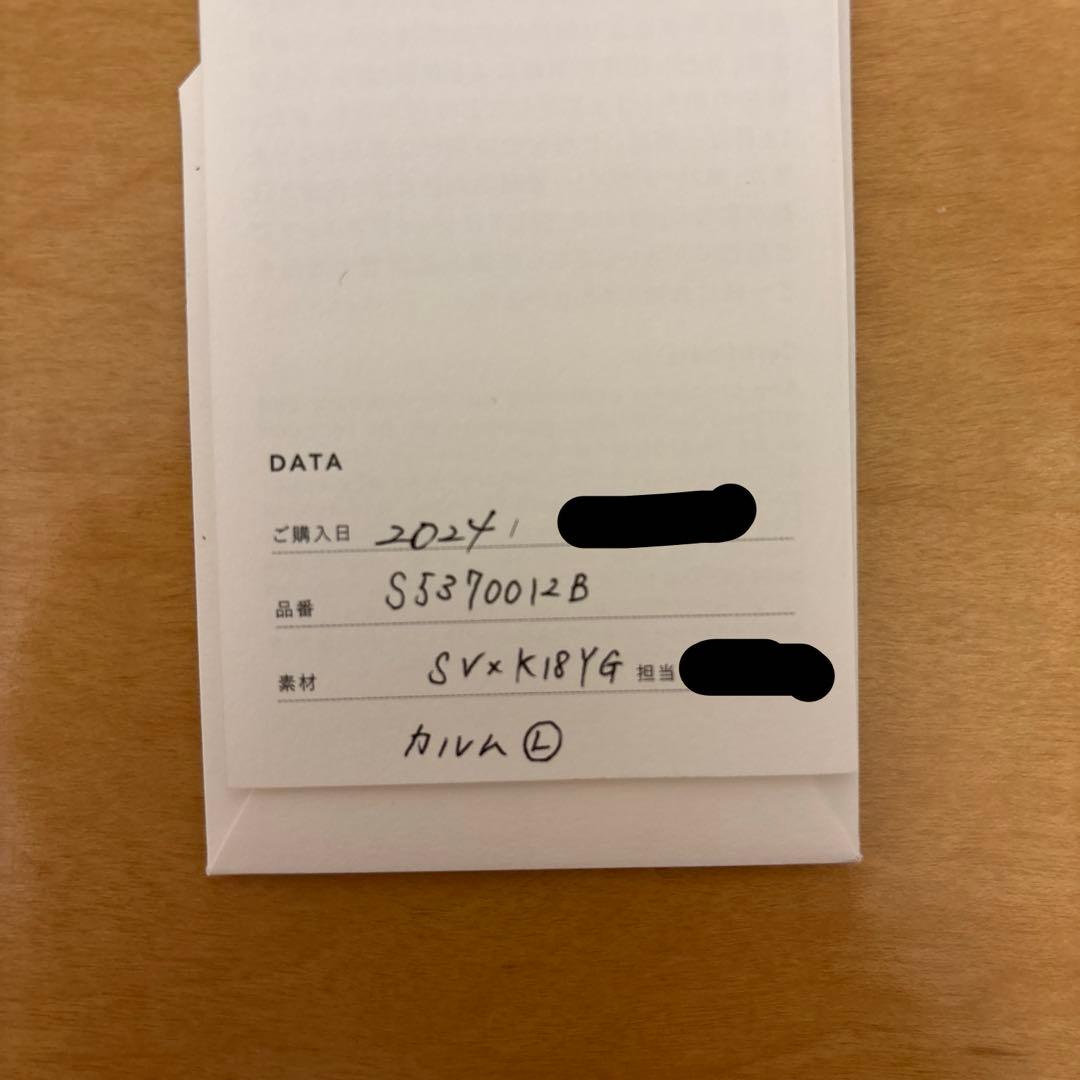 DATA
ご購入日 2024 /
品番 S5370012B
素材 SV×K18YG 担当
カルム Ⓛ